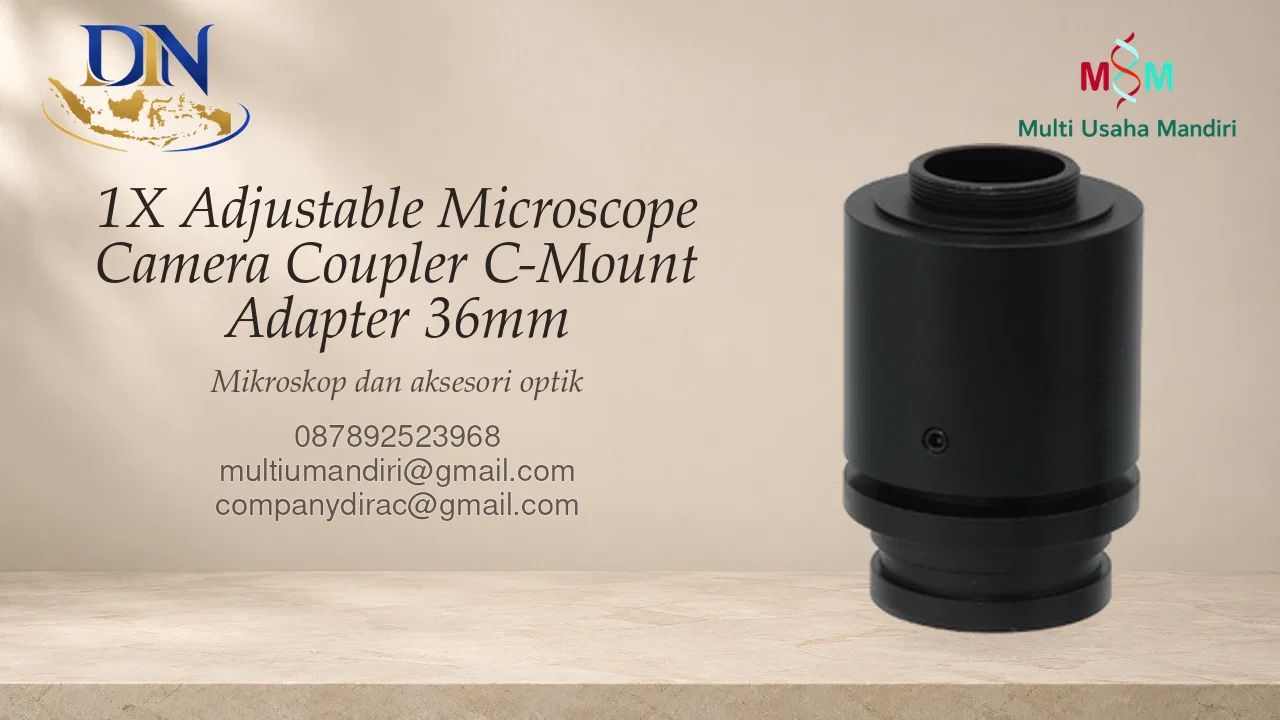 DN
M M
Multi Usaha Mandiri
1X Adjustable Microscope
Camera Coupler C-Mount
Adapter 36mm
Mikroskop dan aksesori optik
087892523968
multiumandiri@gmail.com
companydirac@gmail.com